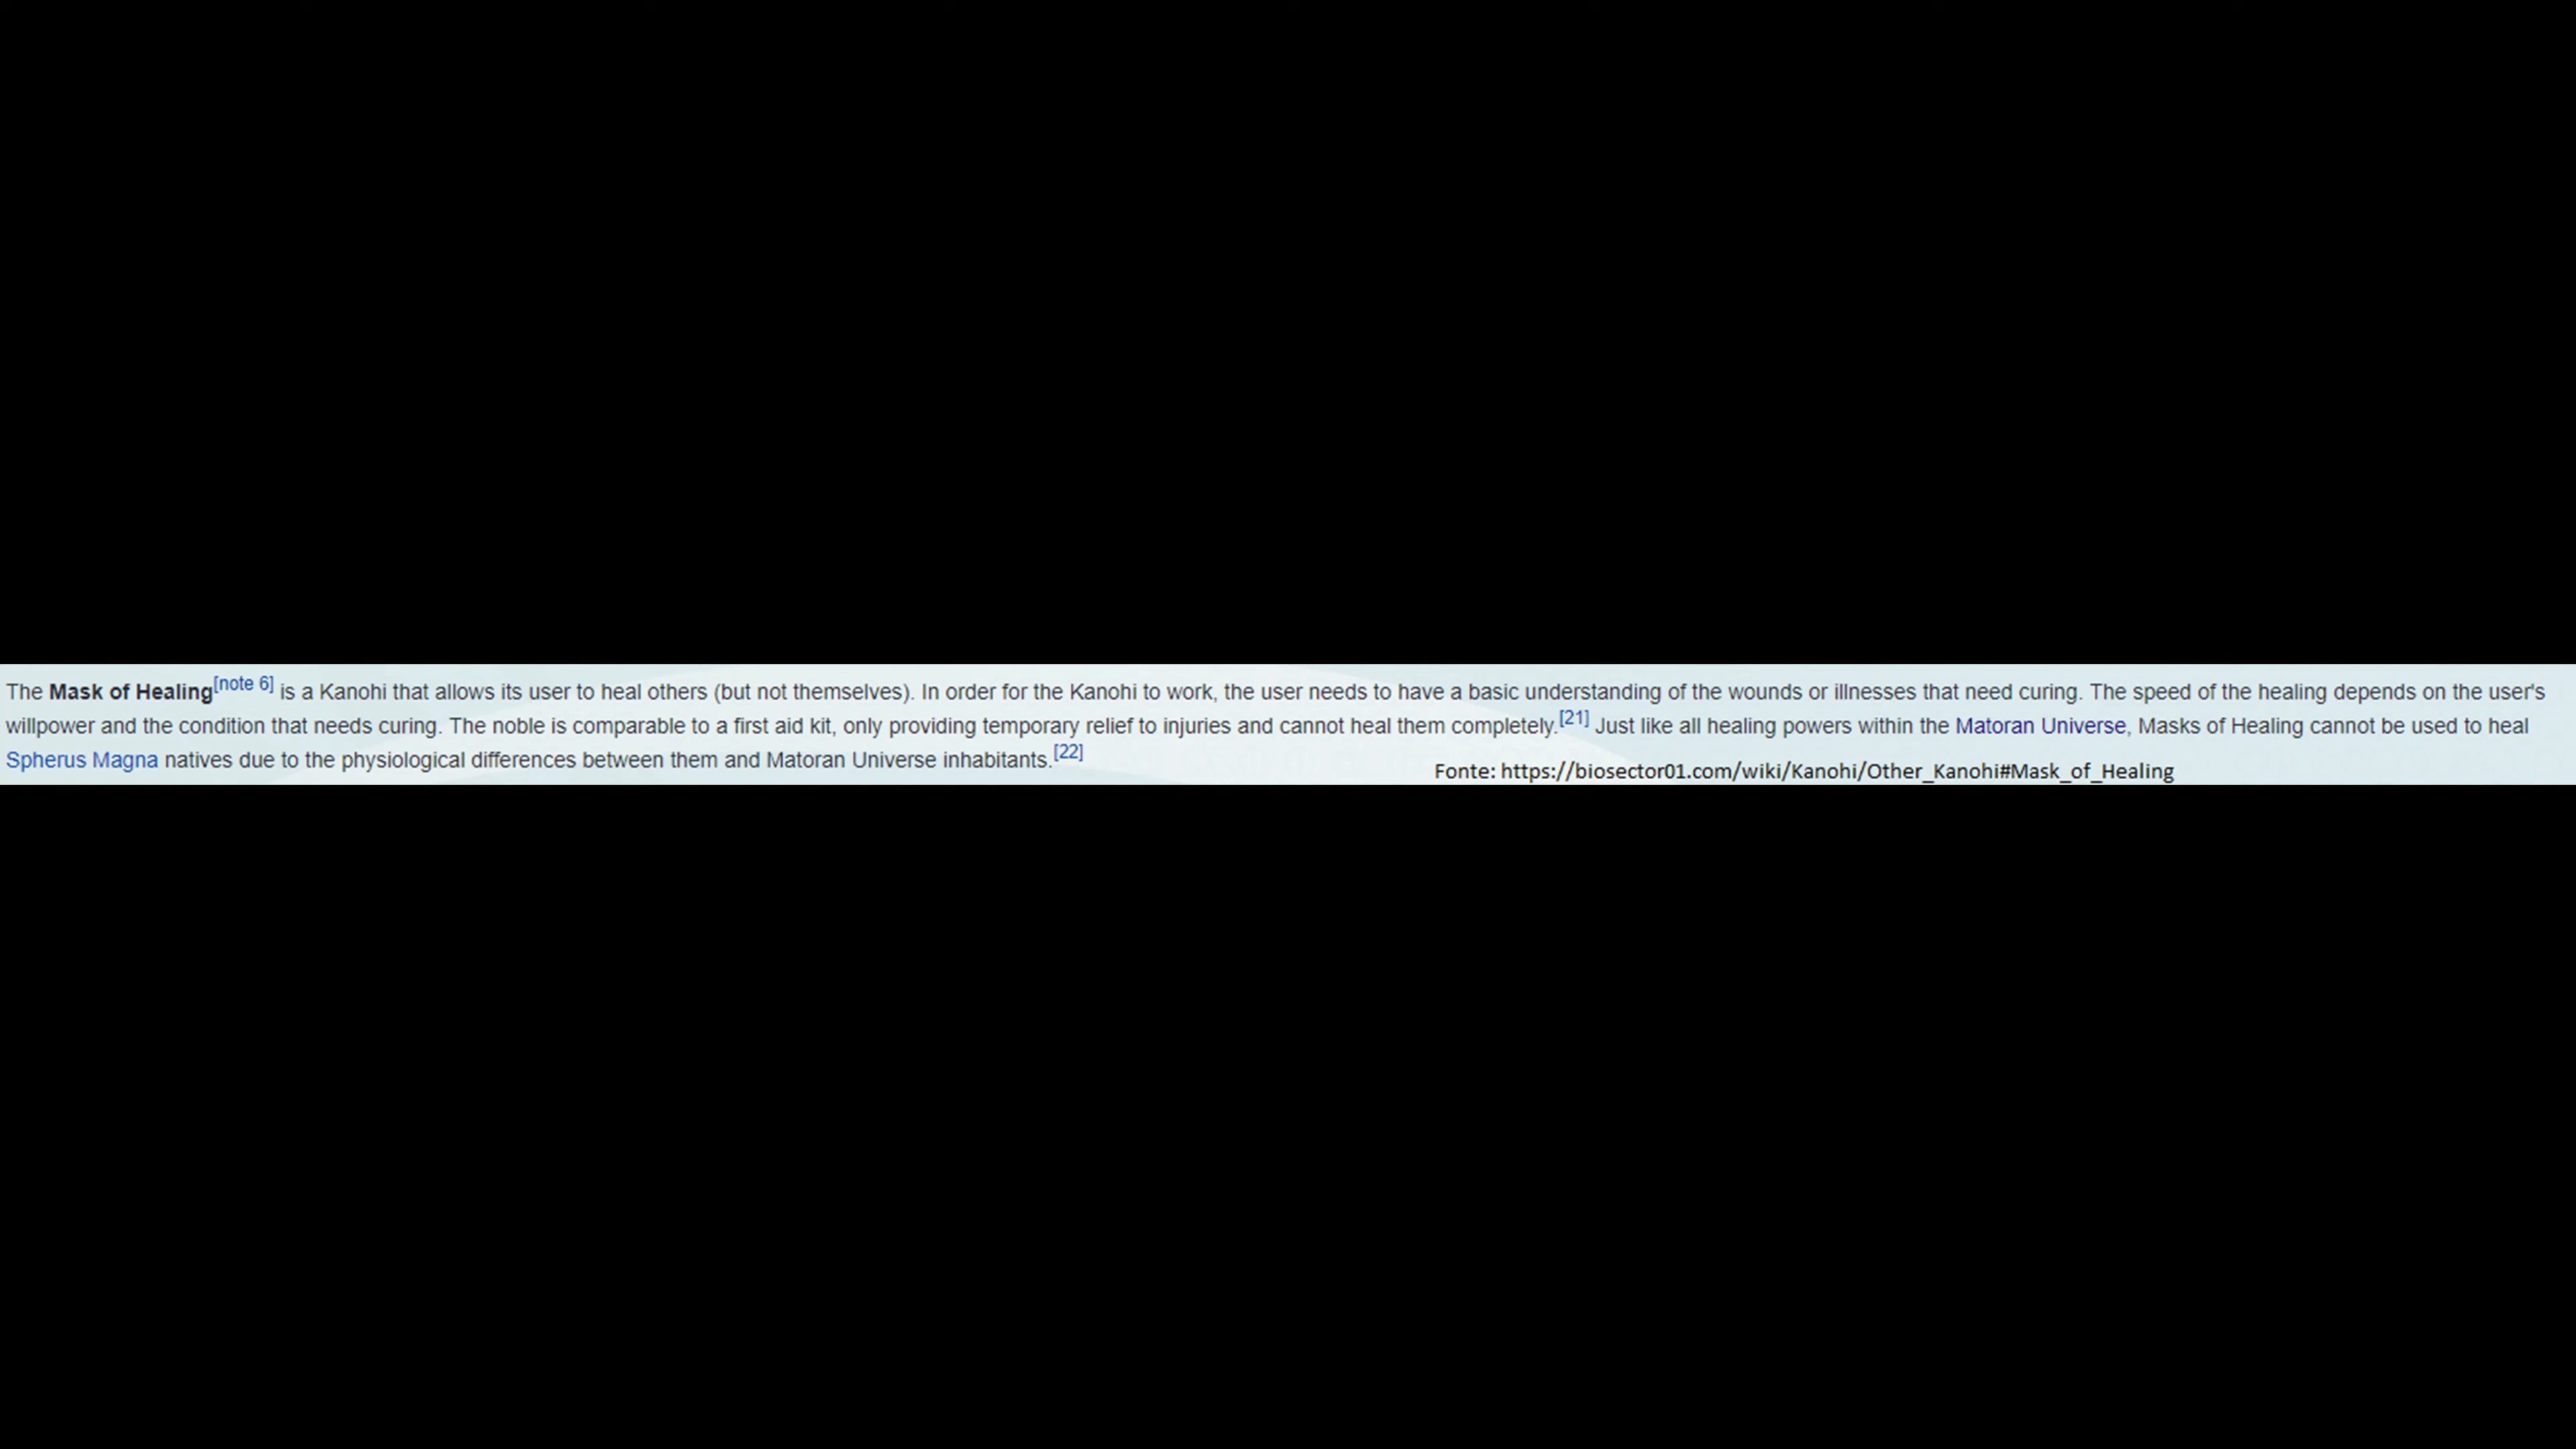 The Mask of Healing[note 6] is a Kanohi that allows its user to heal others (but not themselves). In order for the Kanohi to work, the user needs to have a basic understanding of the wounds or illnesses that need curing. The speed of the healing depends on the user's
willpower and the condition that needs curing. The noble is comparable to a first aid kit, only providing temporary relief to injuries and cannot heal them completely.[21] Just like all healing powers within the Matoran Universe, Masks of Healing cannot be used to heal
Spherus Magna natives due to the physiological differences between them and Matoran Universe inhabitants.[22]
Fonte: https://biosector01.com/wiki/Kanohi/Other_Kanohi#Mask_of_Healing